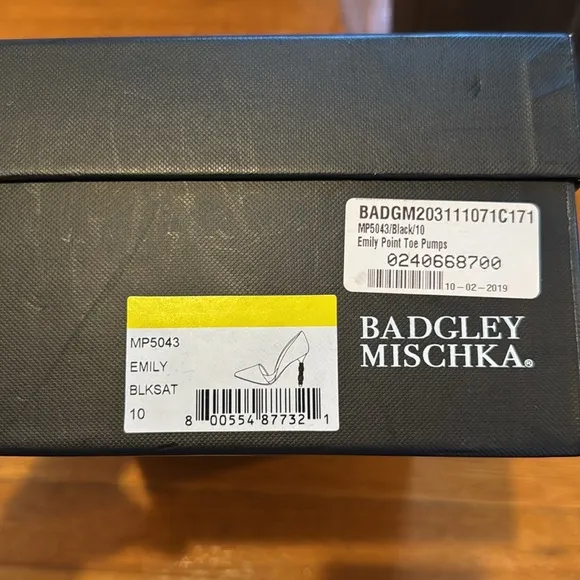 BADGM203111071C171
MP5043/Black/10
Emily Point Toe Pumps
0240668700
10-02-2019
BADGLEY
MISCHKA®
MP5043
EMILY
BLKSAT
10
8 00554 87732 1